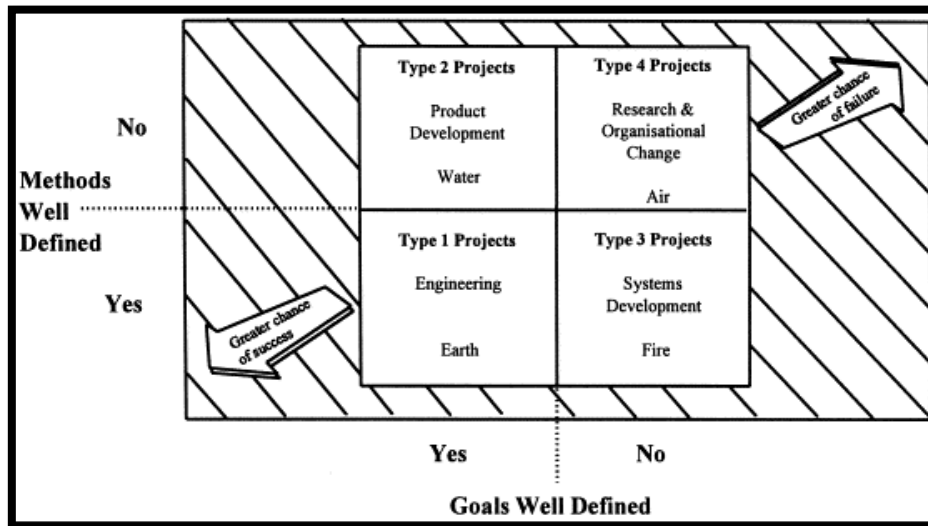 Type 2 Projects
Product
Development
Water
Type 4 Projects
Research &
Organisational
Change
Air
Greater chance
of failure
No
Methods
Well
Defined
Yes
Type 1 Projects
Engineering
Earth
Type 3 Projects
Systems
Development
Fire
Greater chance
of success
Yes
No
Goals Well Defined